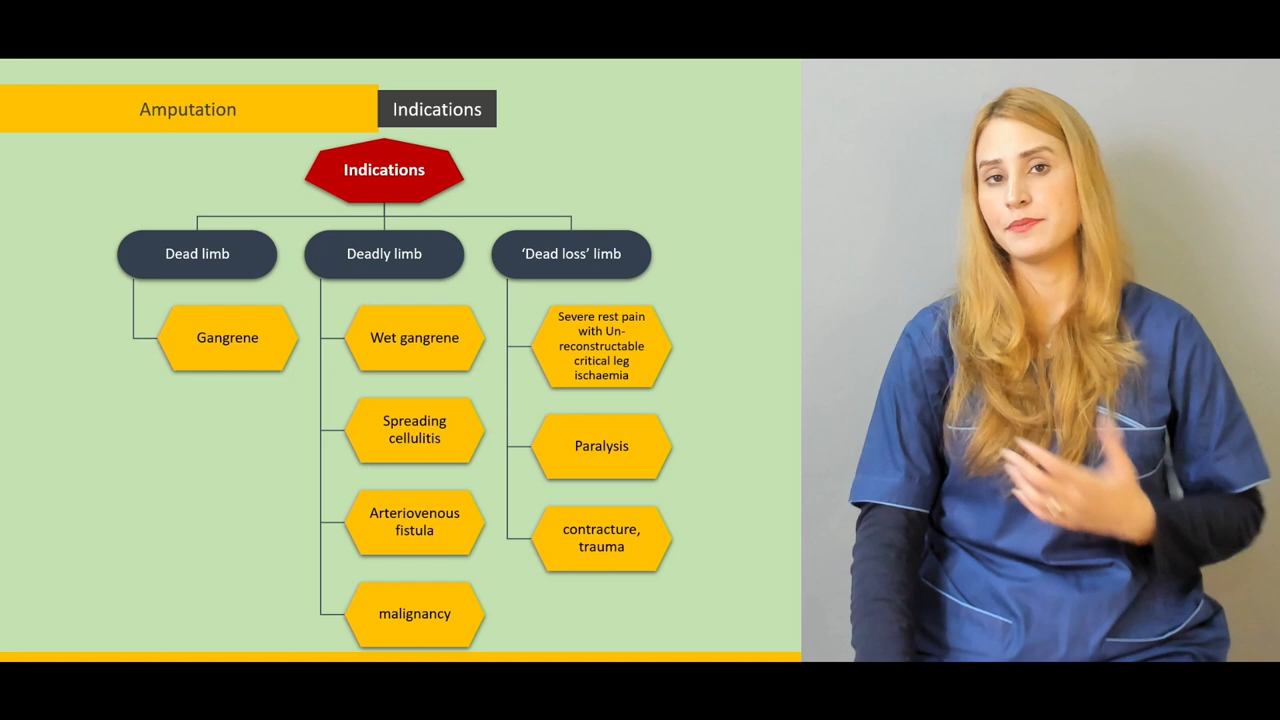 Amputation
Indications
Indications
Dead limb
Deadly limb
‘Dead loss’ limb
Gangrene
Wet gangrene
Spreading
cellulitis
Arteriovenous
fistula
malignancy
Severe rest pain
with Un-
reconstructable
critical leg
ischaemia
Paralysis
contracture,
trauma